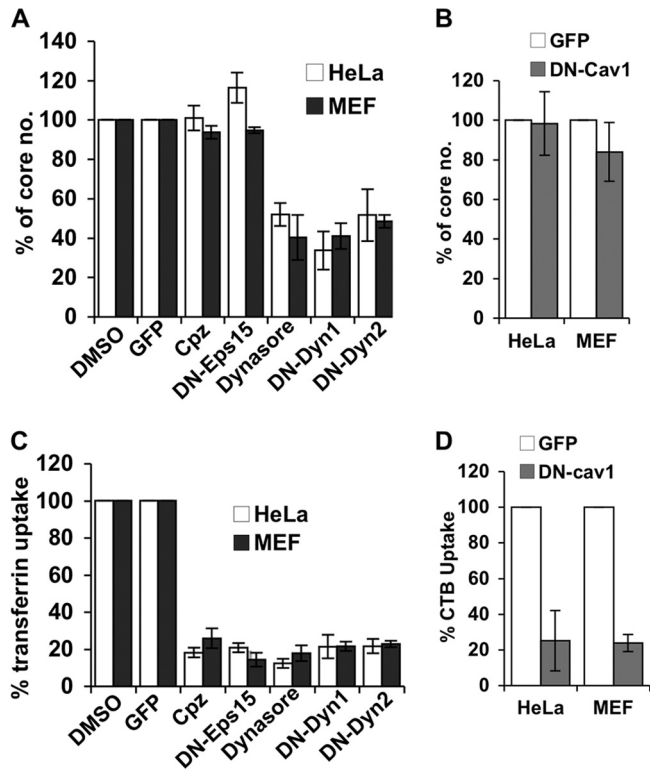 A
% of core no.
140
120
100
80
60
40
20
0
HeLa
MEF
DMSO
GFP
Cpz
DN-Eps15
Dynasore
DN-Dyn1
DN-Dyn2
B
GFP
DN-Cav1
% of core no.
120
100
80
60
40
20
0
HeLa MEF
C
% transferrin uptake
120
100
80
60
40
20
0
HeLa
MEF
DMSO
GFP
Cpz
DN-Eps15
Dynasore
DN-Dyn1
DN-Dyn2
D
GFP
DN-cav1
% CTB Uptake
120
100
80
60
40
20
0
HeLa MEF